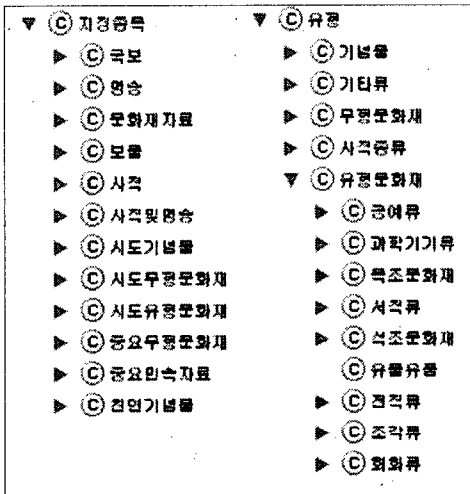 ▼ Ⓒ 지정종목
▶ Ⓒ 국보
▶ Ⓒ 명승
▶ Ⓒ 문화재자료
▶ Ⓒ 보물
▶ Ⓒ 사적
▶ Ⓒ 사적및명승
▶ Ⓒ 시도기념물
▶ Ⓒ 시도무형문화재
▶ Ⓒ 시도유형문화재
▶ Ⓒ 중요무형문화재
▶ Ⓒ 중요민속자료
▶ Ⓒ 천연기념물
▼ Ⓒ 유형
▶ Ⓒ 기념물
▶ Ⓒ 기타류
▶ Ⓒ 무형문화재
▶ Ⓒ 사적종류
▼ Ⓒ 유형문화재
▶ Ⓒ 공예류
▶ Ⓒ 과학기기류
▶ Ⓒ 목조문화재
▶ Ⓒ 서적류
▶ Ⓒ 석조문화재
Ⓒ 유물유품
▶ Ⓒ 전적류
▶ Ⓒ 조각류
▶ Ⓒ 회화류